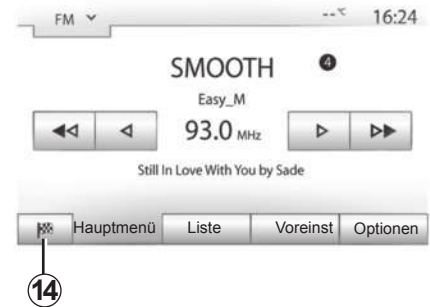 FM --°C 16:24
SMOOTH 4
Easy_M
93.0 MHz
Still In Love With You by Sade
Hauptmenü Liste Voreinst Optionen
14